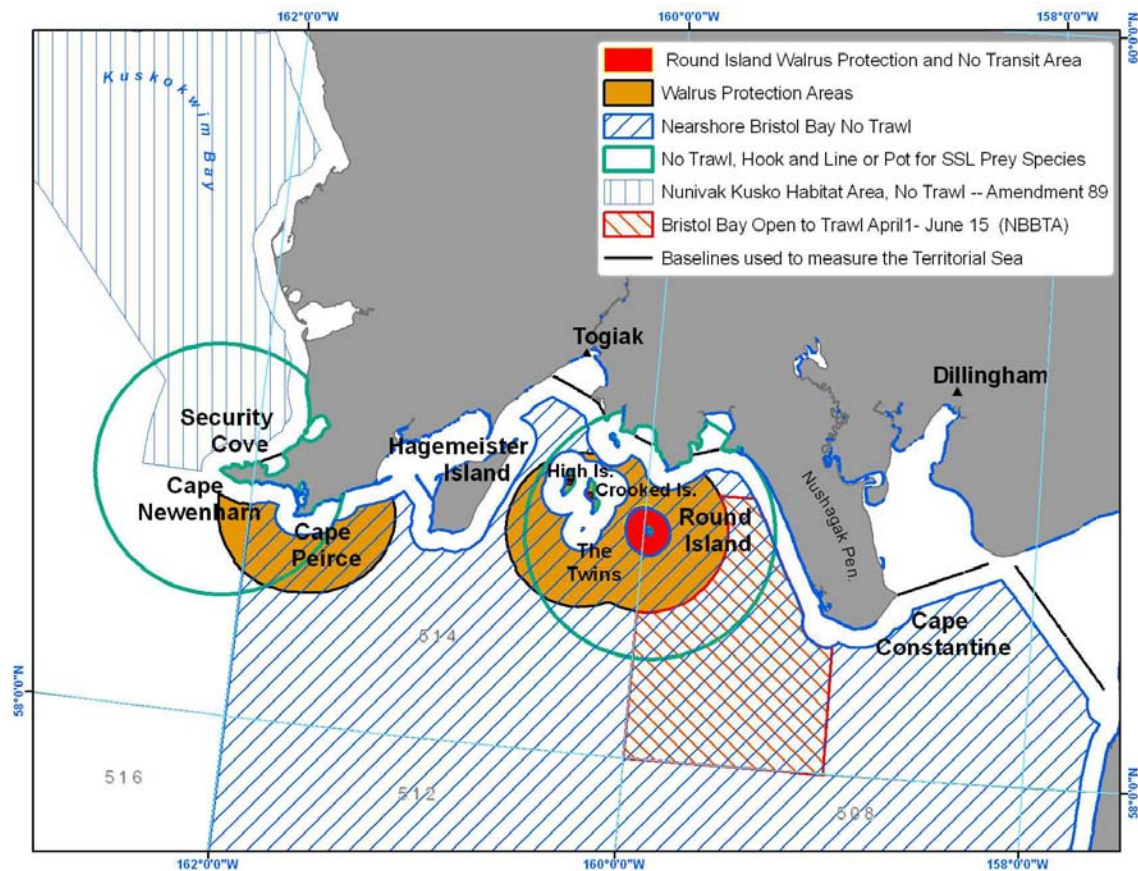 162°0'0"W
160°0'0"W
158°0'0"W
60°0'0"N
Round Island Walrus Protection and No Transit Area
Walrus Protection Areas
Nearshore Bristol Bay No Trawl
No Trawl, Hook and Line or Pot for SSL Prey Species
Nunivak Kusko Habitat Area, No Trawl -- Amendment 89
Bristol Bay Open to Trawl April1- June 15 (NBBTA)
Baselines used to measure the Territorial Sea
Kuskokwim Bay
Togiak
Dillingham
Security
Cove
Hagemeister
Island
High Is.
Crooked Is.
Cape
Newenham
Cape
Peirce
Round
Island
The
Twins
Nushagak Pen.
Cape
Constantine
514
58°0'0"N
516
512
508
58°0'0"N
162°0'0"W
160°0'0"W
158°0'0"W